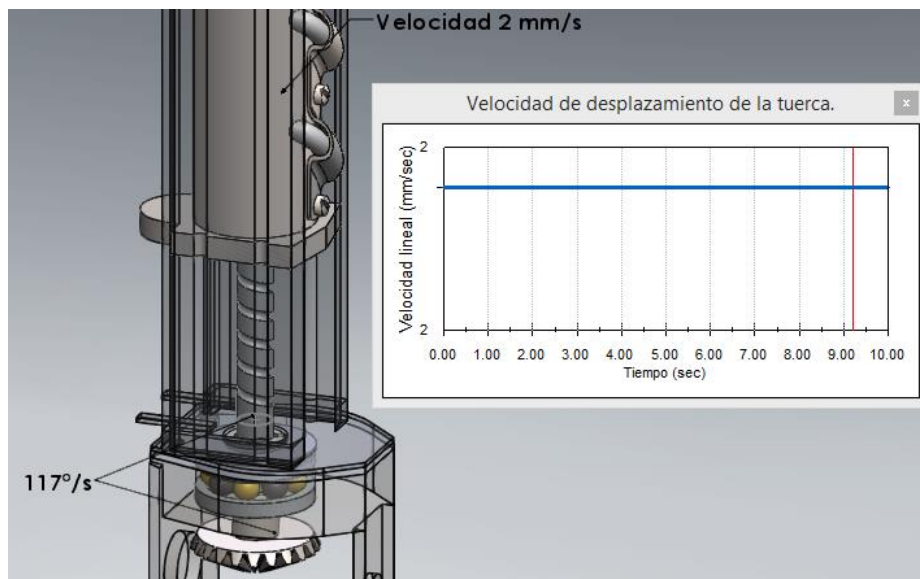 Velocidad 2 mm/s
Velocidad de desplazamiento de la tuerca.
x
Velocidad lineal (mm/sec)
2
2
0.00 1.00 2.00 3.00 4.00 5.00 6.00 7.00 8.00 9.00 10.00
Tiempo (sec)
117°/s